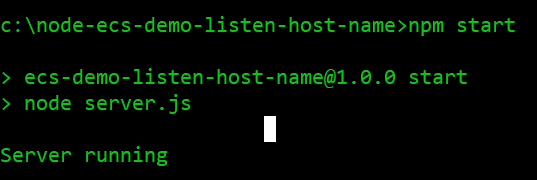 c:\node-ecs-demo-listen-host-name>npm start
> ecs-demo-listen-host-name@1.0.0 start
> node server.js
Server running